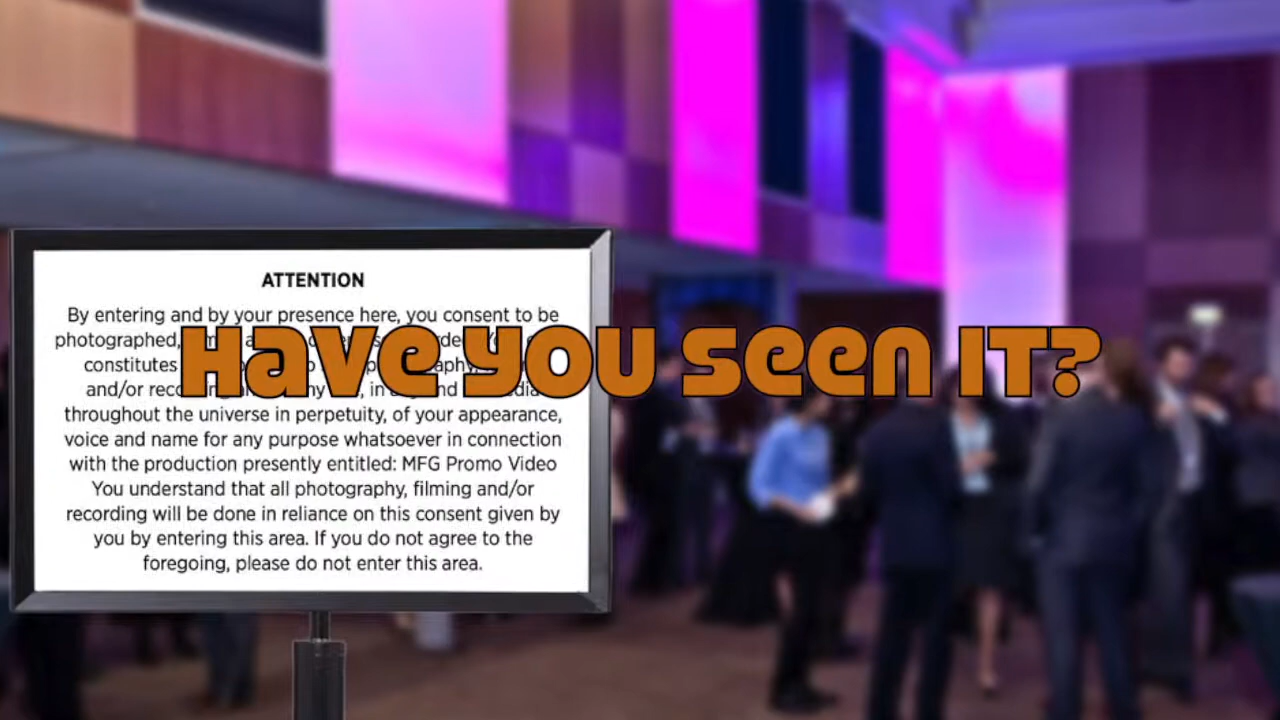 ATTENTION
By entering and by your presence here, you consent to be
photographed,
constitutes
and/or
throughout the universe in perpetuity, of your appearance,
voice and name for any purpose whatsoever in connection
with the production presently entitled: MFG Promo Video
You understand that all photography, filming and/or
recording will be done in reliance on this consent given by
you by entering this area. If you do not agree to the
foregoing, please do not enter this area.
Have you seen IT?